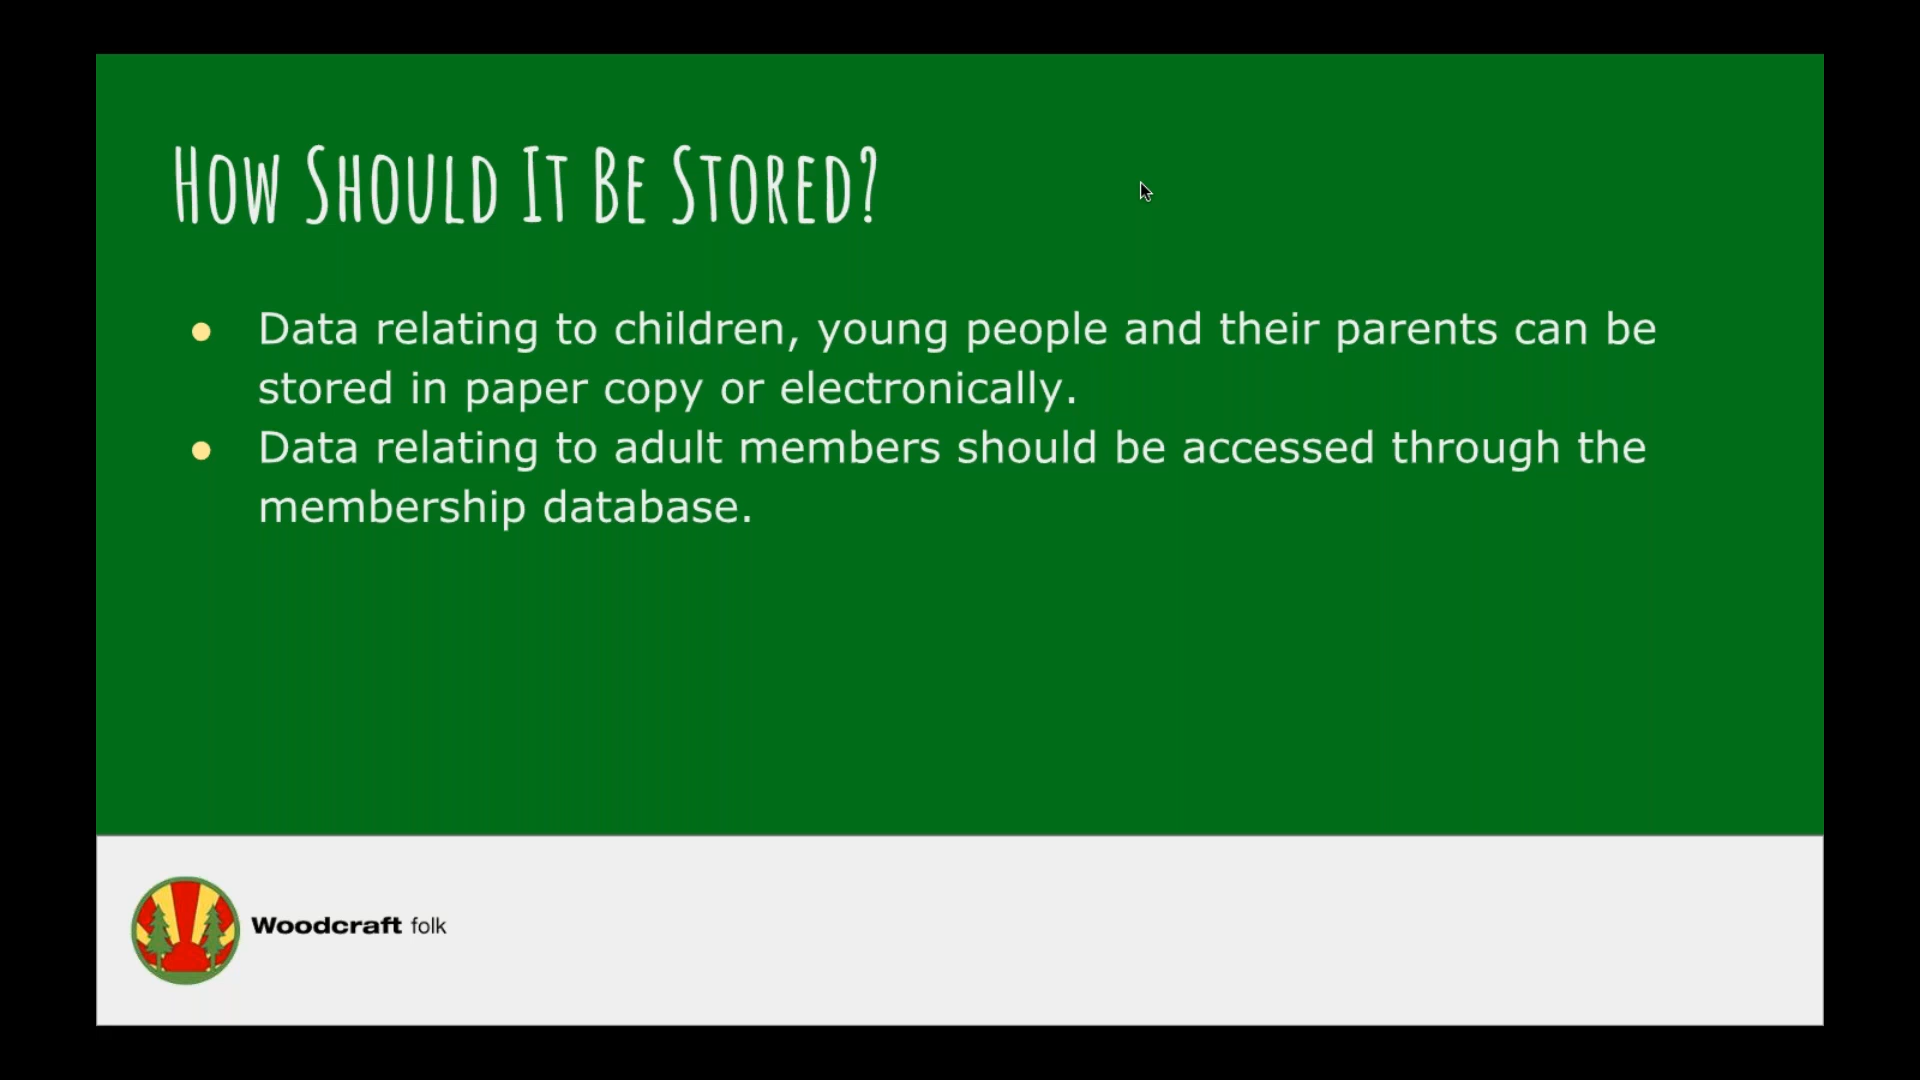 How Should It Be Stored?
● Data relating to children, young people and their parents can be
stored in paper copy or electronically.
● Data relating to adult members should be accessed through the
membership database.
Woodcraft folk